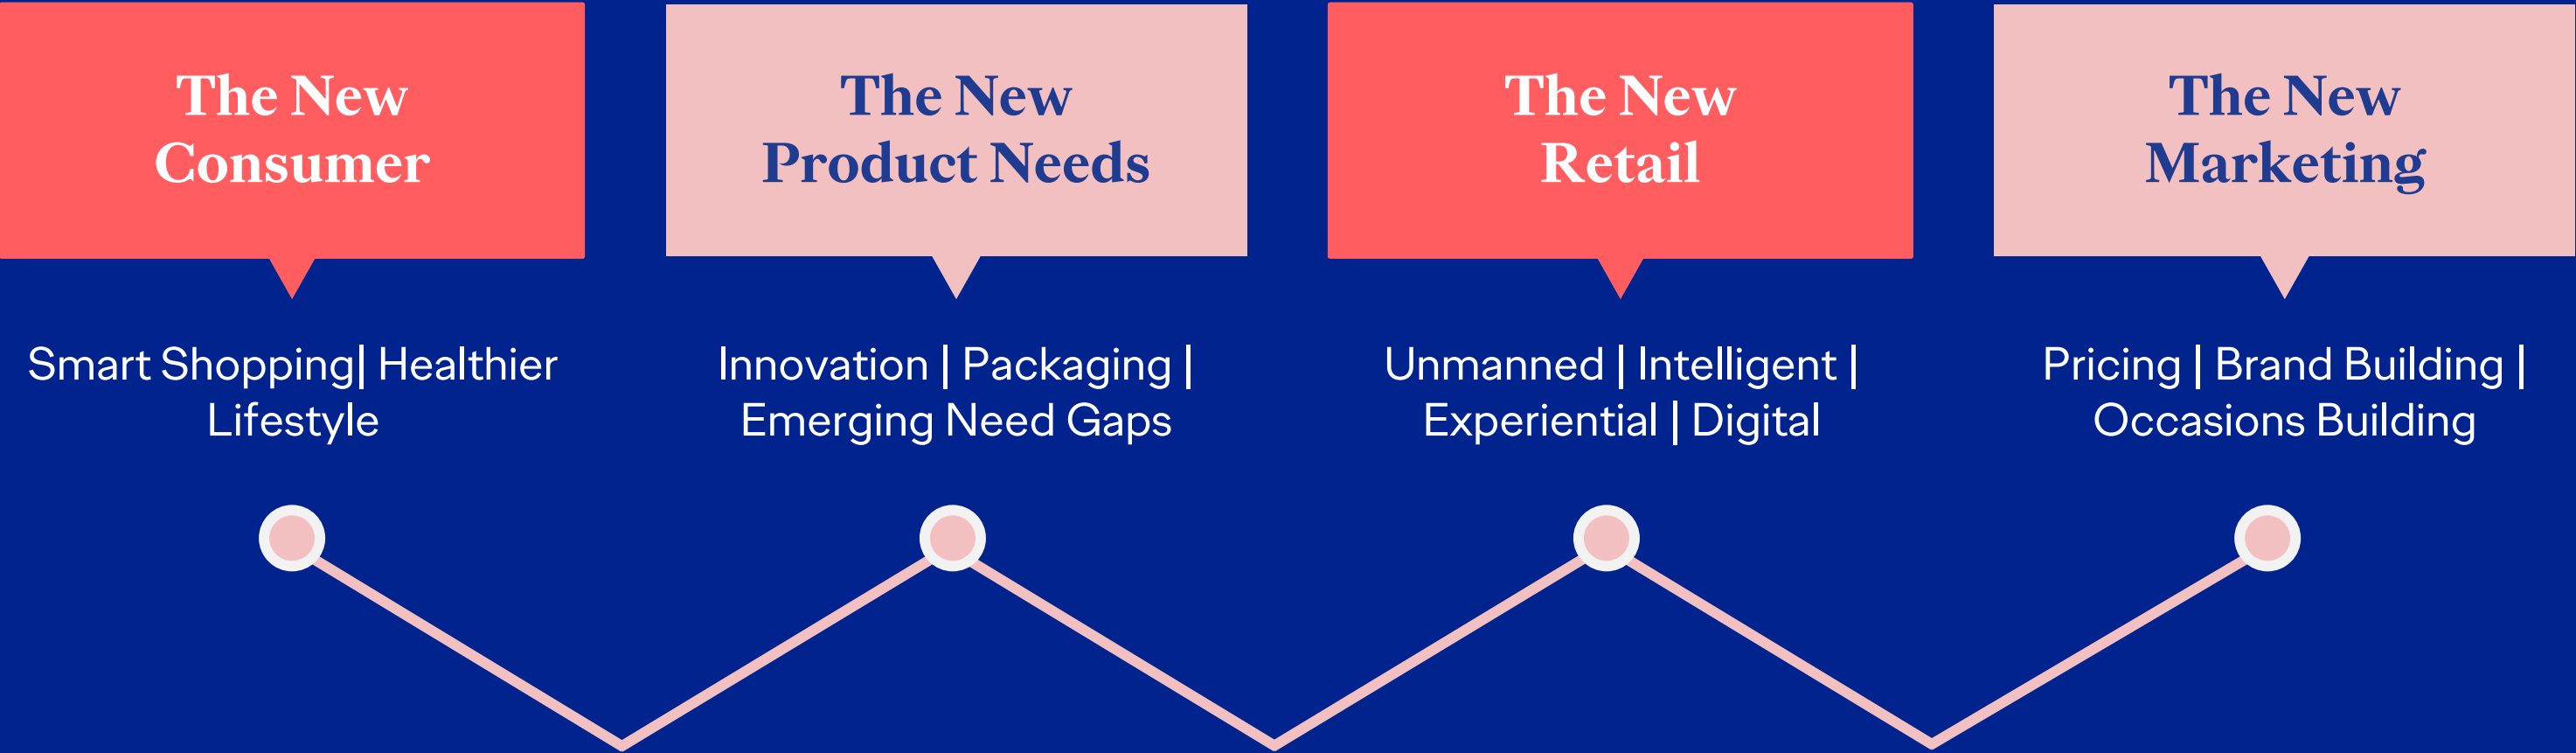 The New
Consumer
Smart Shopping| Healthier
Lifestyle
The New
Product Needs
Innovation | Packaging |
Emerging Need Gaps
The New
Retail
Unmanned | Intelligent |
Experiential | Digital
The New
Marketing
Pricing | Brand Building |
Occasions Building